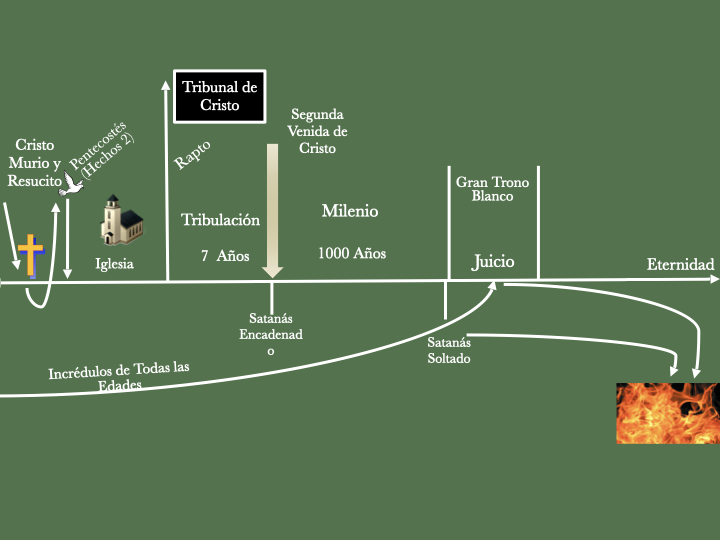 Tribunal de
Cristo
Segunda
Venida de
Cristo
Cristo
Murio y
Resucito
Pentecostés
(Hechos 2)
Rapto
Gran Trono
Blanco
Tribulación
Milenio
7 Años
1000 Años
Iglesia
Juicio
Eternidad
Satanás
Encadenad
o
Satanás
Soltado
Incrédulos de Todas las
Edades